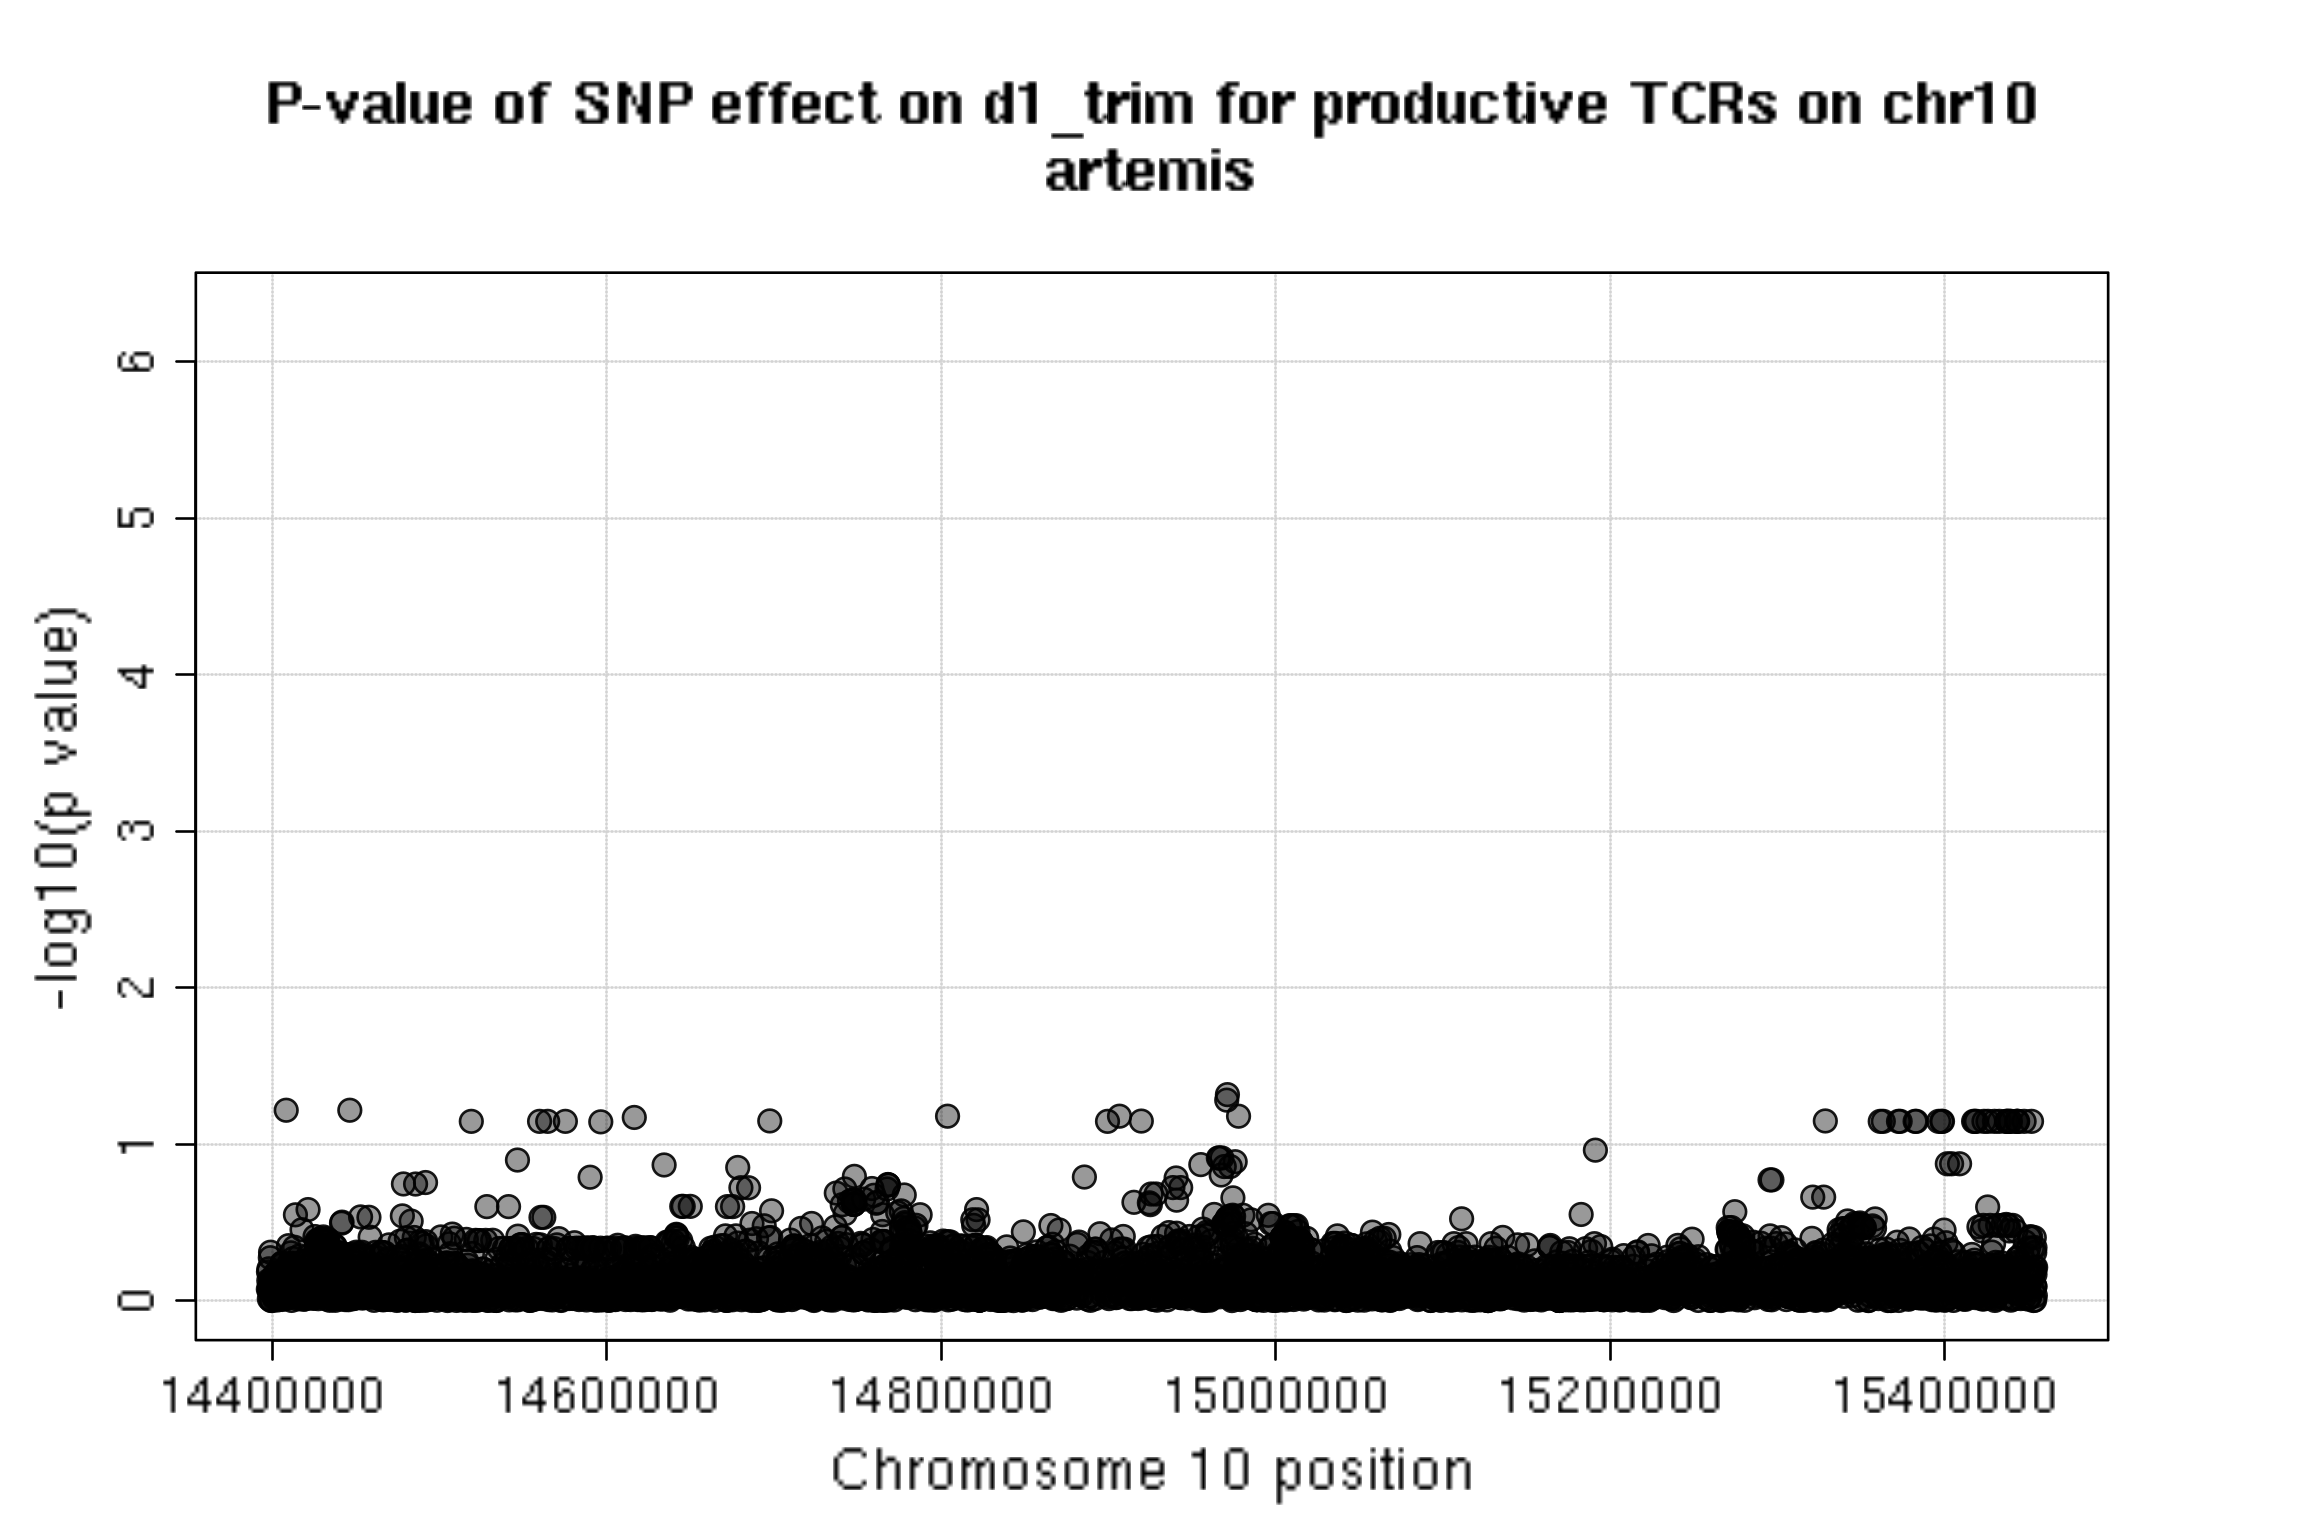 P-value of SNP effect on d1_trim for productive TCRs on chr10
artemis
6
5
4
3
2
1
0
-log10(p value)
14400000 14600000 14800000 15000000 15200000 15400000
Chromosome 10 position